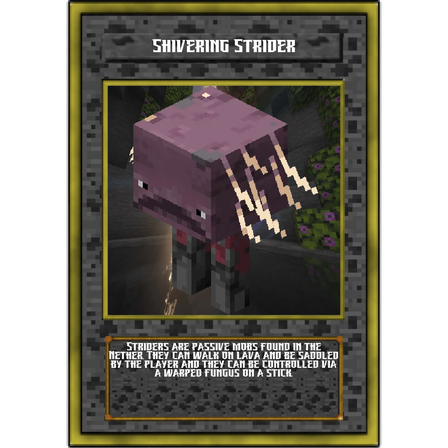 Shivering Strider
Striders are passive mobs found in the
Nether. They can walk on lava and be saddled
by the player and they can be controlled via
a warped fungus on a stick